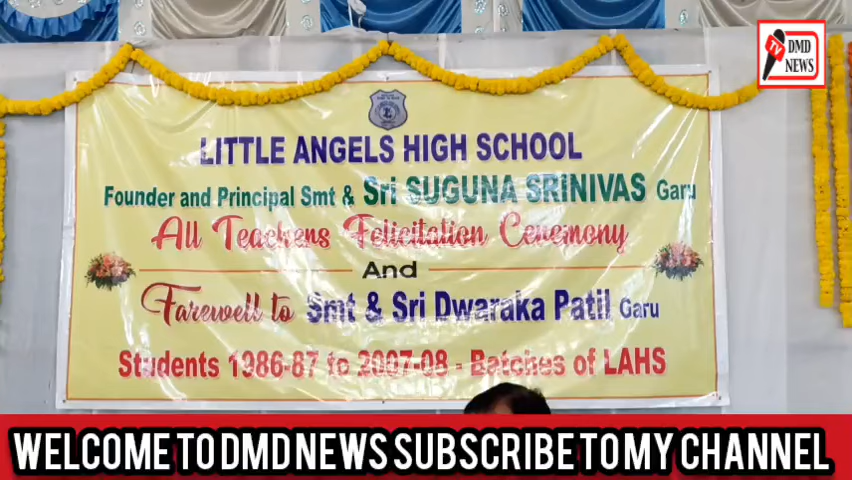 TV DMD
NEWS
LITTLE ANGELS HIGH SCHOOL
Founder and Principal Smt & Sri SUGUNA SRINIVAS Garu
All Teachers Felicitation Ceremony
And
Farewell to Smt & Sri Dwaraka Patil Garu
Students 1986-87 to 2007-08 - Batches of LAHS
WELCOME TO DMD NEWS SUBSCRIBE TO MY CHANNEL